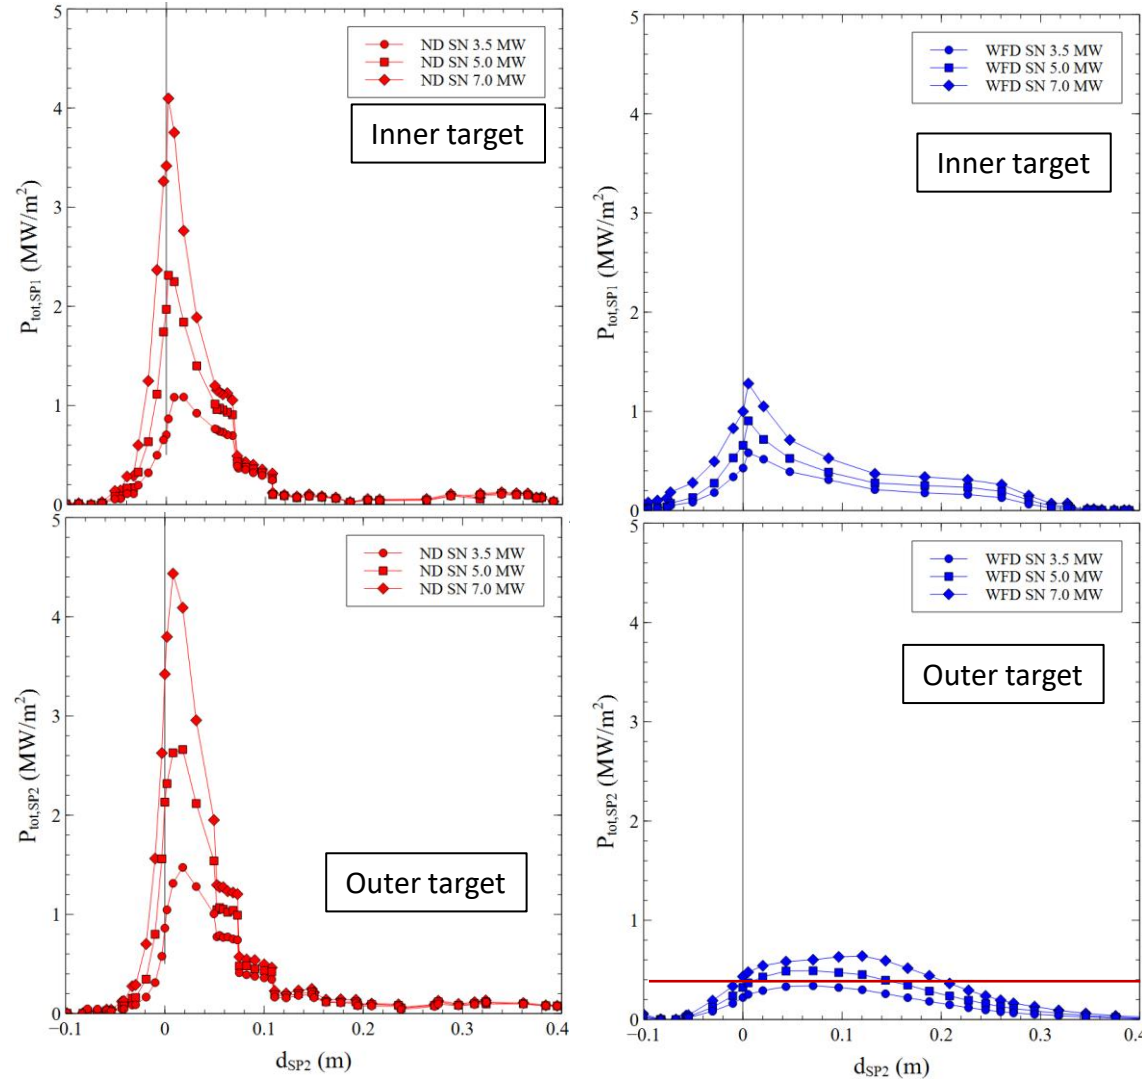 5
4
3
2
1
0
P_tot,SP1 (MW/m²)
ND SN 3.5 MW
ND SN 5.0 MW
ND SN 7.0 MW
Inner target
5
4
3
2
1
0
P_tot,SP1 (MW/m²)
WFD SN 3.5 MW
WFD SN 5.0 MW
WFD SN 7.0 MW
Inner target
5
4
3
2
1
0
P_tot,SP2 (MW/m²)
ND SN 3.5 MW
ND SN 5.0 MW
ND SN 7.0 MW
Outer target
−0.1 0 0.1 0.2 0.3 0.4
d_SP2 (m)
5
4
3
2
1
0
P_tot,SP2 (MW/m²)
WFD SN 3.5 MW
WFD SN 5.0 MW
WFD SN 7.0 MW
Outer target
−0.1 0 0.1 0.2 0.3 0.4
d_SP2 (m)